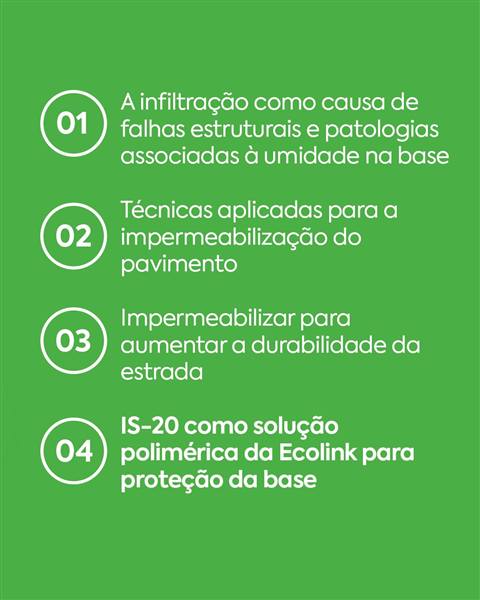 01
A infiltração como causa de
falhas estruturais e patologias
associadas à umidade na base
02
Técnicas aplicadas para a
impermeabilização do
pavimento
03
Impermeabilizar para
aumentar a durabilidade da
estrada
04
IS-20 como solução
polimérica da Ecolink para
proteção da base